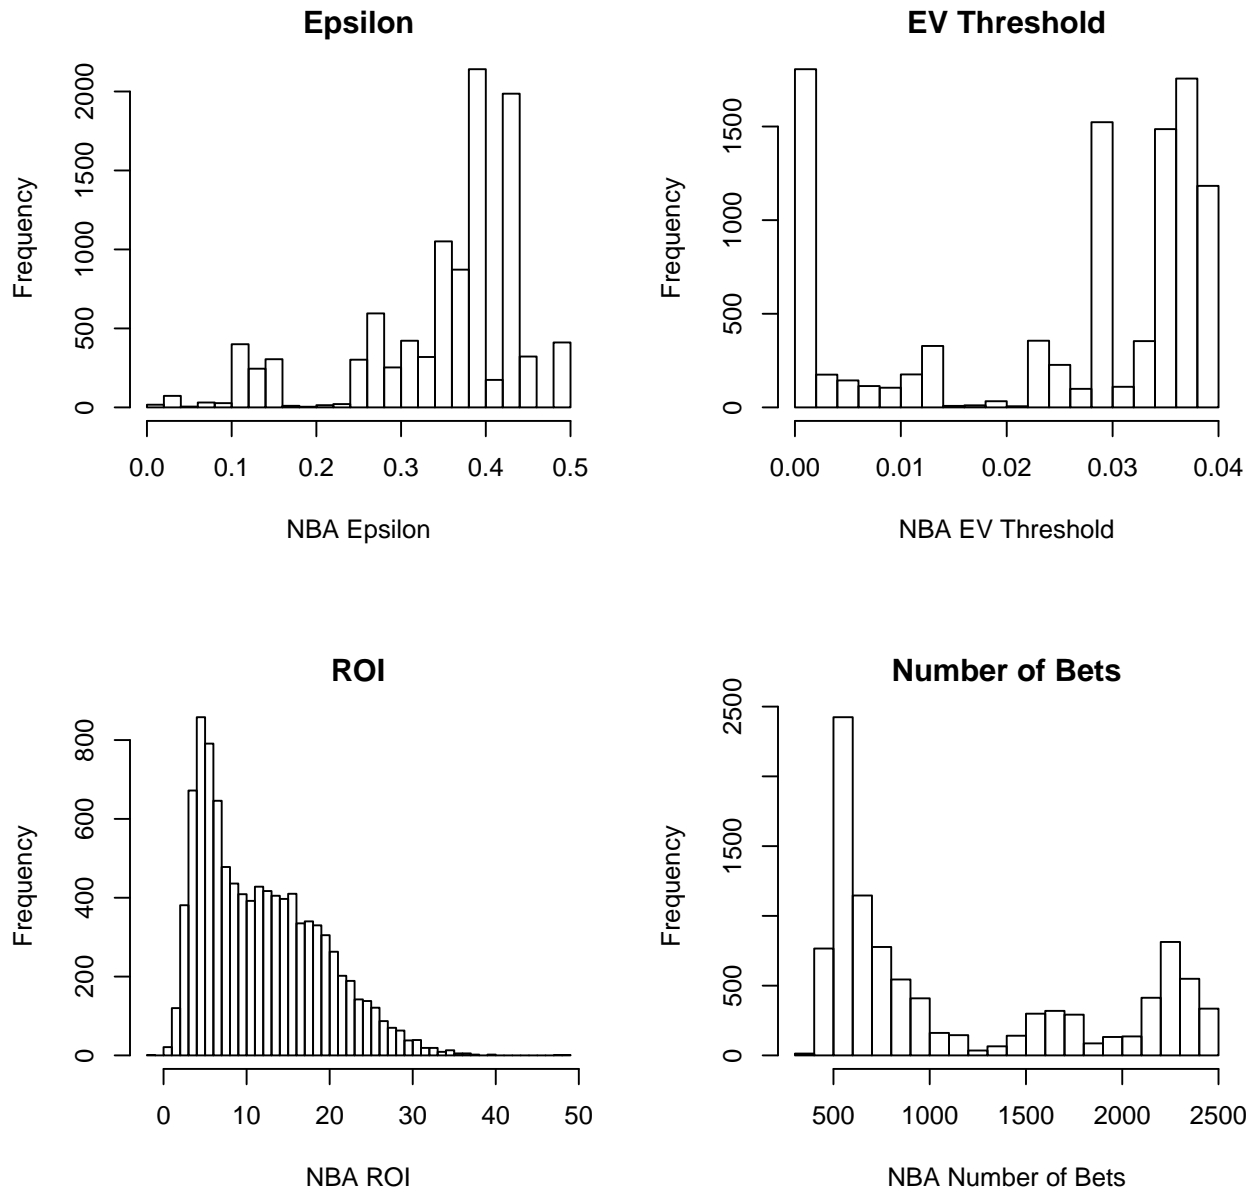 Epsilon
Frequency
0 500 1000 1500 2000
0.0 0.1 0.2 0.3 0.4 0.5
NBA Epsilon
EV Threshold
Frequency
0 500 1000 1500
0.00 0.01 0.02 0.03 0.04
NBA EV Threshold
ROI
Frequency
0 200 400 600 800
0 10 20 30 40 50
NBA ROI
Number of Bets
Frequency
0 500 1500 2500
500 1000 1500 2000 2500
NBA Number of Bets